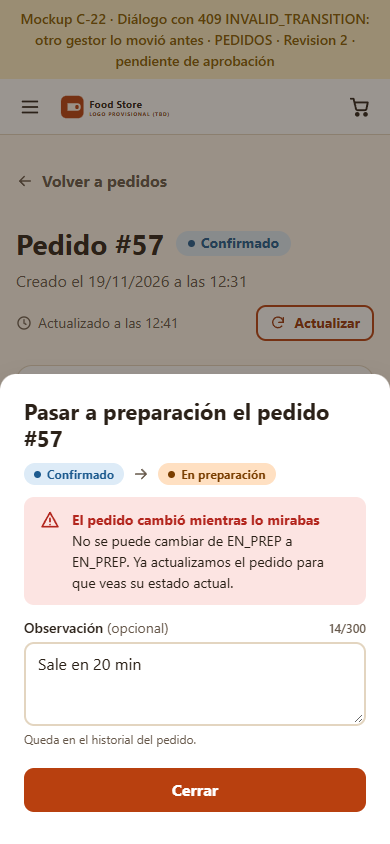 Mockup C-22 · Diálogo con 409 INVALID_TRANSITION:
otro gestor lo movió antes · PEDIDOS · Revision 2 ·
pendiente de aprobación
Food Store
LOGO PROVISIONAL (TBD)
← Volver a pedidos
Pedido #57
Confirmado
Creado el 19/11/2026 a las 12:31
Actualizado a las 12:41
Actualizar
Pasar a preparación el pedido
#57
Confirmado → En preparación
El pedido cambió mientras lo mirabas
No se puede cambiar de EN_PREP a
EN_PREP. Ya actualizamos el pedido para
que veas su estado actual.
Observación (opcional)
14/300
Sale en 20 min
Queda en el historial del pedido.
Cerrar